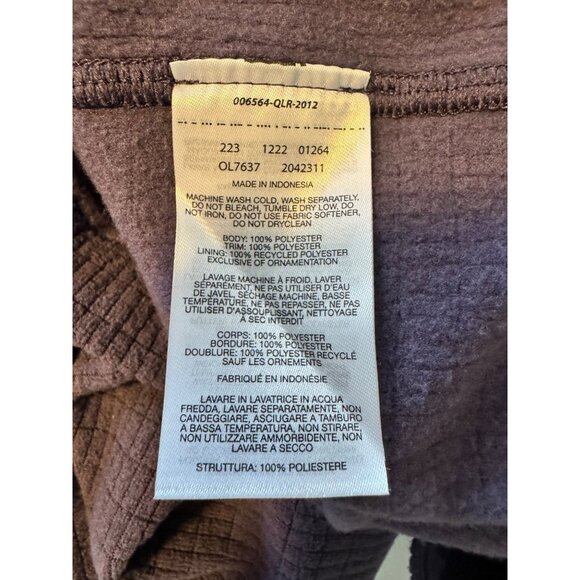 006564-QLR-2012
223 1222 01264
OL7637 2042311
MADE IN INDONESIA
MACHINE WASH COLD, WASH SEPARATELY,
DO NOT BLEACH, TUMBLE DRY LOW, DO
NOT IRON, DO NOT USE FABRIC SOFTENER,
DO NOT DRYCLEAN
BODY: 100% POLYESTER
TRIM: 100% POLYESTER
LINING: 100% RECYCLED POLYESTER
EXCLUSIVE OF ORNAMENTATION
LAVAGE MACHINE À FROID, LAVER
SÉPAREMENT, NE PAS UTILISER D'EAU
DE JAVEL, SÉCHAGE MACHINE, BASSE
TEMPÉRATURE, NE PAS REPASSER, NE PAS
UTILISER D'ASSOUPLISSANT, NETTOYAGE
À SEC INTERDIT
CORPS: 100% POLYESTER
BORDURE: 100% POLYESTER
DOUBLURE: 100% POLYESTER RECYCLÉ
SAUF LES ORNEMENTS
FABRIQUÉ EN INDONÉSIE
LAVARE IN LAVATRICE IN ACQUA
FREDDA, LAVARE SEPARATAMENTE, NON
CANDEGGIARE, ASCIUGARE A TAMBURO
A BASSA TEMPERATURA, NON STIRARE,
NON UTILIZZARE AMMORBIDENTE, NON
LAVARE A SECCO
STRUTTURA: 100% POLIESTERE